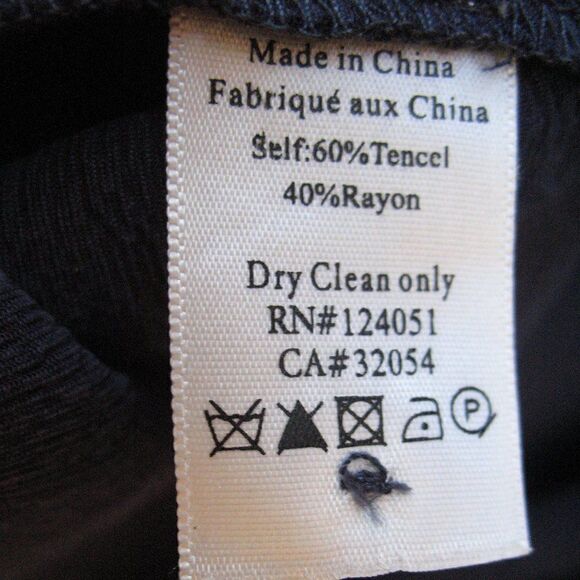 Made in China
Fabriqué aux China
Self:60%Tencel
40%Rayon
Dry Clean only
RN#124051
CA#32054
P